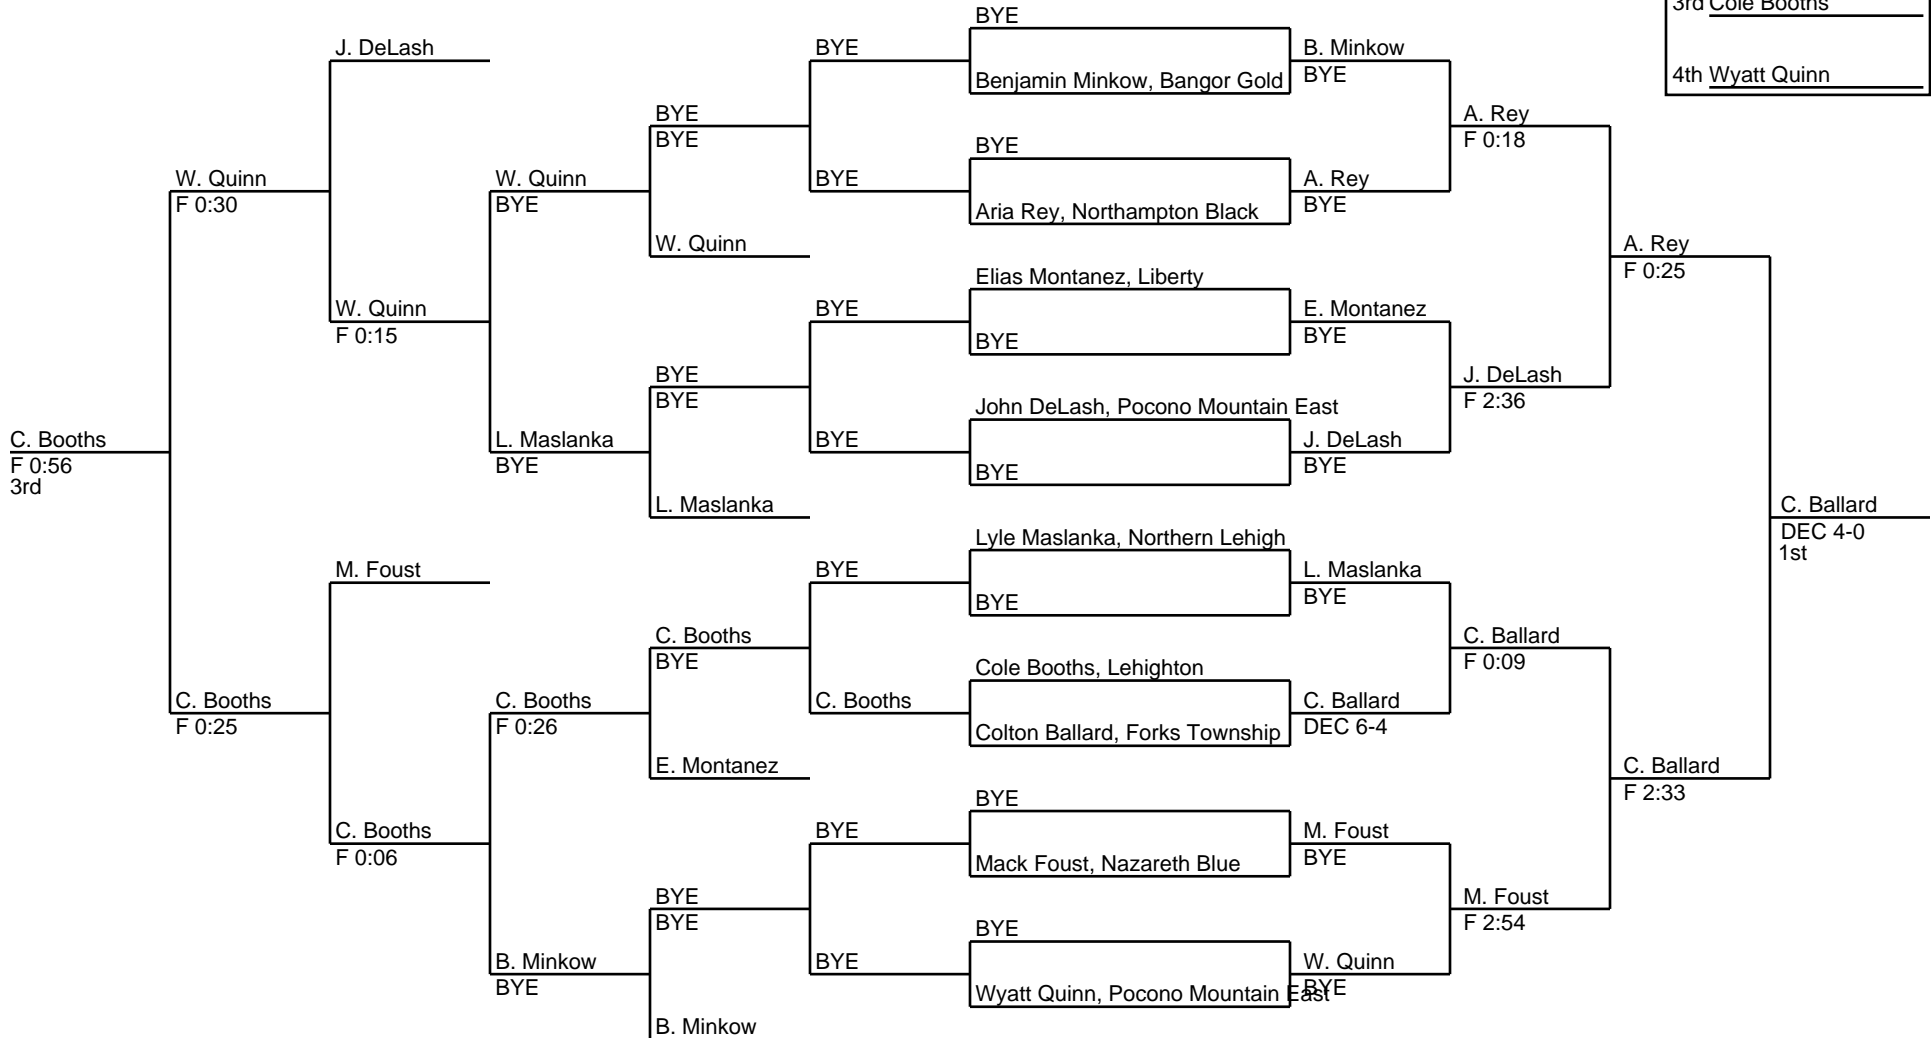 3rd Cole Booths
4th Wyatt Quinn
C. Booths
F 0:56
3rd
W. Quinn
F 0:30
C. Booths
F 0:25
J. DeLash
W. Quinn
F 0:15
M. Foust
C. Booths
F 0:06
W. Quinn
BYE
L. Maslanka
BYE
C. Booths
F 0:26
B. Minkow
BYE
BYE
BYE
W. Quinn
BYE
BYE
L. Maslanka
C. Booths
BYE
E. Montanez
BYE
BYE
B. Minkow
BYE
BYE
BYE
BYE
BYE
C. Booths
BYE
BYE
BYE
Benjamin Minkow, Bangor Gold
BYE
Aria Rey, Northampton Black
Elias Montanez, Liberty
BYE
John DeLash, Pocono Mountain East
BYE
Lyle Maslanka, Northern Lehigh
BYE
Cole Booths, Lehighton
Colton Ballard, Forks Township
BYE
Mack Foust, Nazareth Blue
BYE
Wyatt Quinn, Pocono Mountain East
B. Minkow
BYE
A. Rey
BYE
E. Montanez
BYE
J. DeLash
BYE
L. Maslanka
BYE
C. Ballard
DEC 6-4
M. Foust
BYE
W. Quinn
BYE
A. Rey
F 0:18
J. DeLash
F 2:36
C. Ballard
F 0:09
M. Foust
F 2:54
A. Rey
F 0:25
C. Ballard
F 2:33
C. Ballard
DEC 4-0
1st